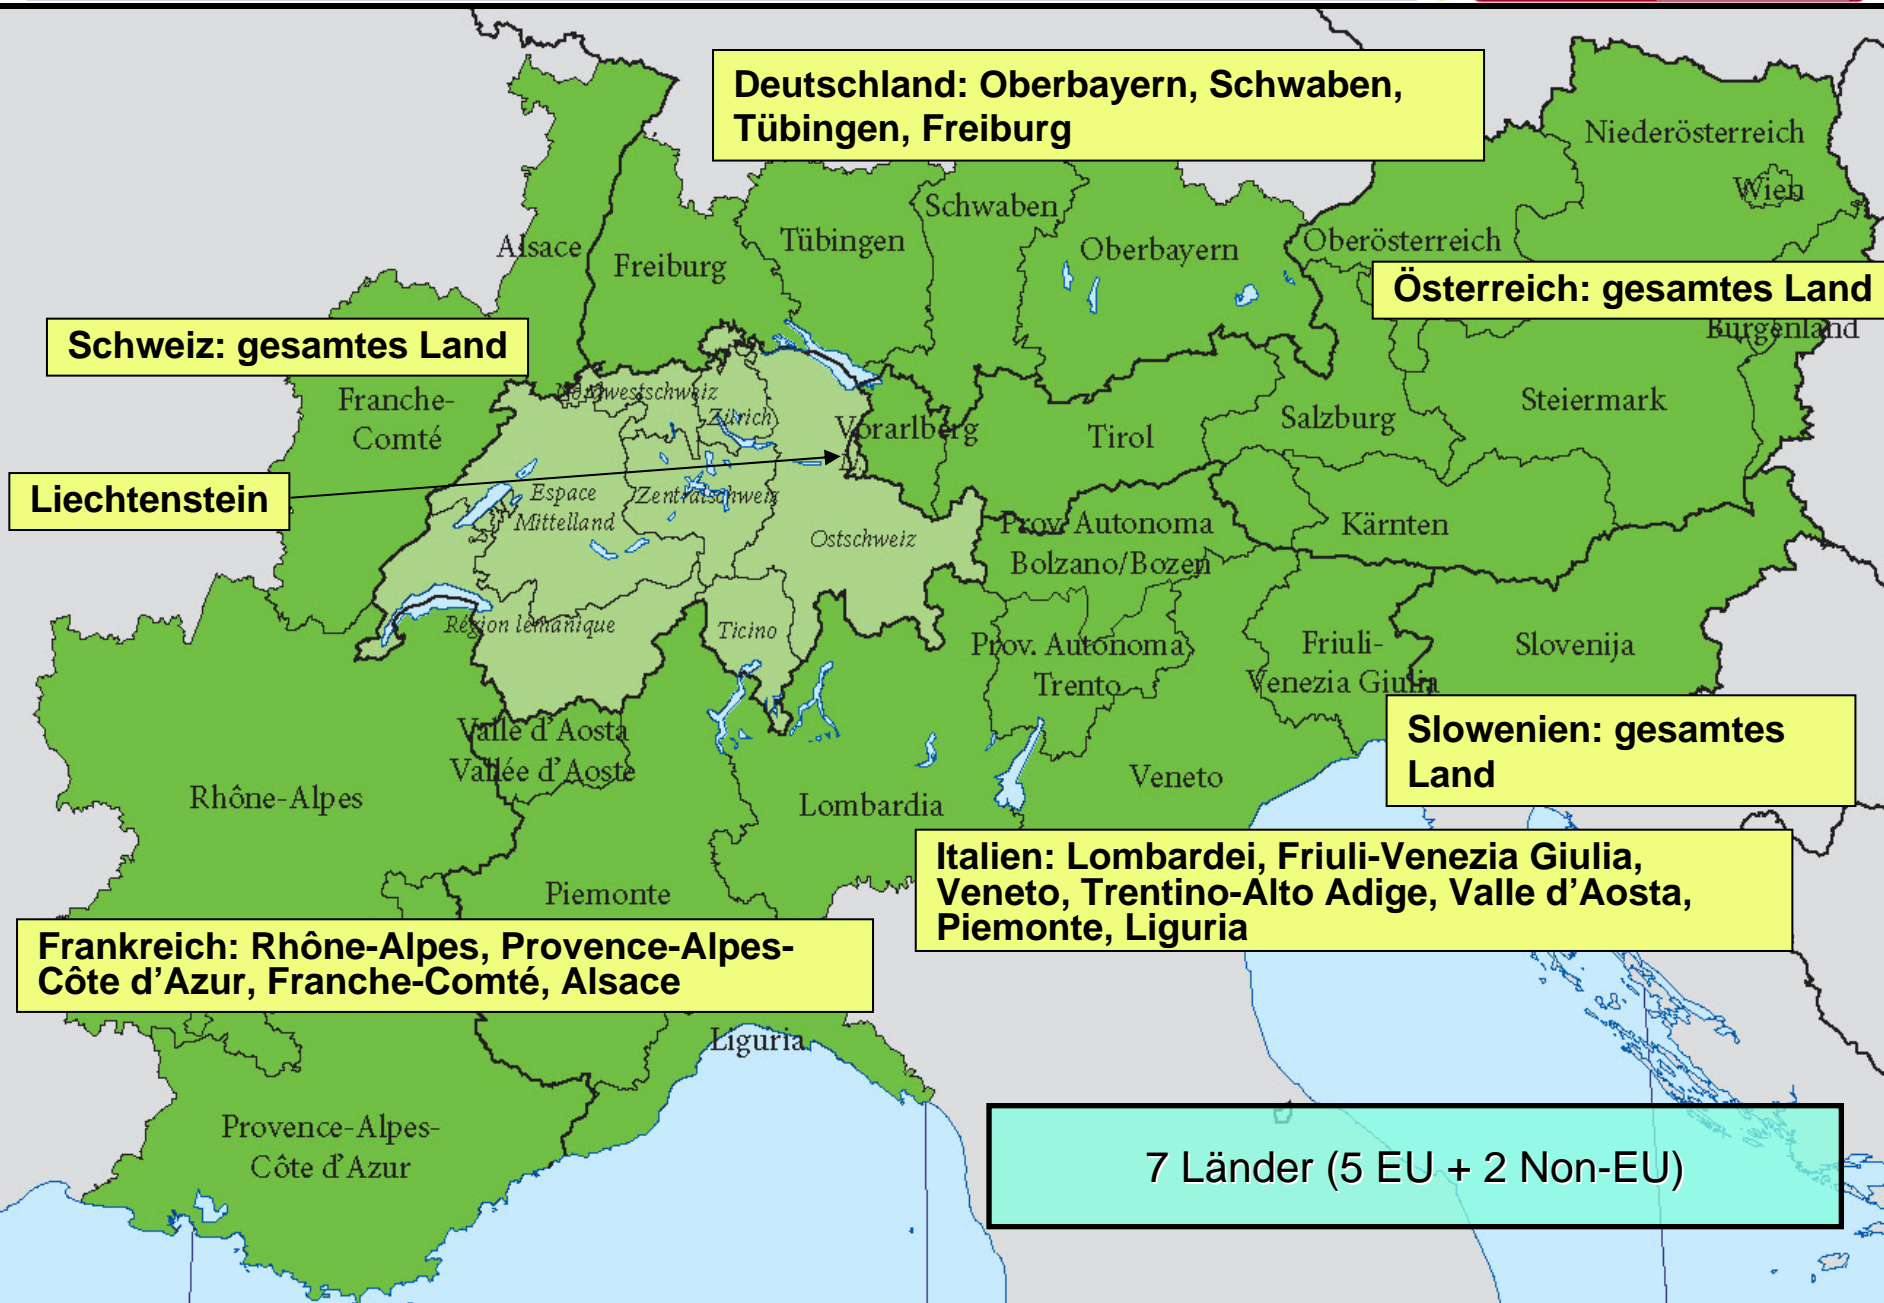 Deutschland: Oberbayern, Schwaben,
Tübingen, Freiburg
Niederösterreich
Wien
Schwaben
Alsace
Freiburg
Tübingen
Oberbayern
Oberösterreich
Österreich: gesamtes Land
Burgenland
Schweiz: gesamtes Land
Franche-
Comté
Nordwestschweiz
Zürich
Vorarlberg
Tirol
Salzburg
Steiermark
Liechtenstein
Espace
Mittelland
Zentralschweiz
Ostschweiz
Prov. Autonoma
Bolzano/Bozen
Kärnten
Région lémanique
Ticino
Prov. Autonoma
Trento
Friuli-
Venezia Giulia
Slovenija
Slowenien: gesamtes
Land
Valle d'Aosta
Vallée d'Aoste
Rhône-Alpes
Lombardia
Veneto
Piemonte
Italien: Lombardei, Friuli-Venezia Giulia,
Veneto, Trentino-Alto Adige, Valle d’Aosta,
Piemonte, Liguria
Frankreich: Rhône-Alpes, Provence-Alpes-
Côte d’Azur, Franche-Comté, Alsace
Liguria
Provence-Alpes-
Côte d'Azur
7 Länder (5 EU + 2 Non-EU)